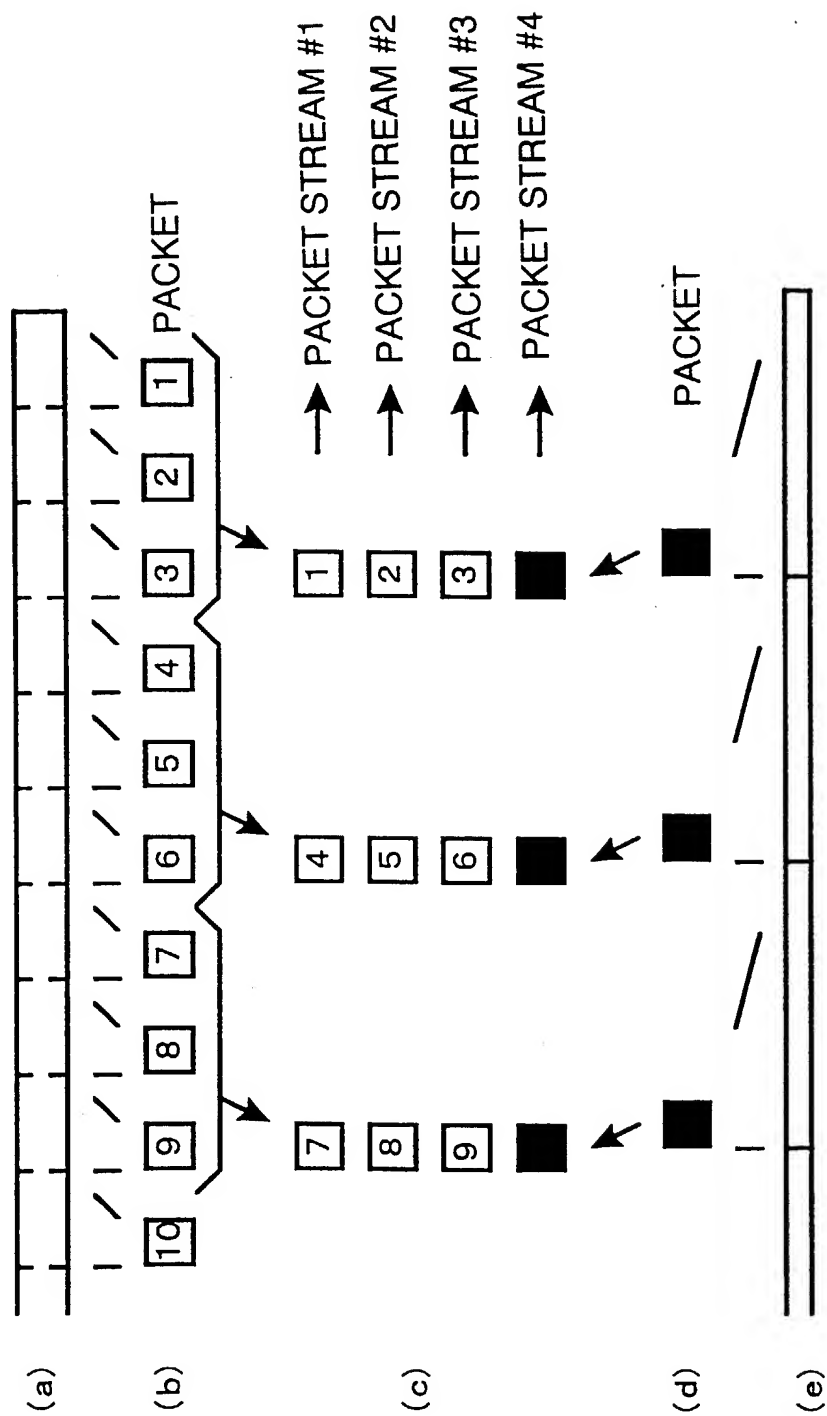 (a)
(b) 10 9 8 7 6 5 4 3 2 1 PACKET
(c)
7 4 1 PACKET STREAM #1
8 5 2 PACKET STREAM #2
9 6 3 PACKET STREAM #3
PACKET STREAM #4
(d) PACKET
(e)